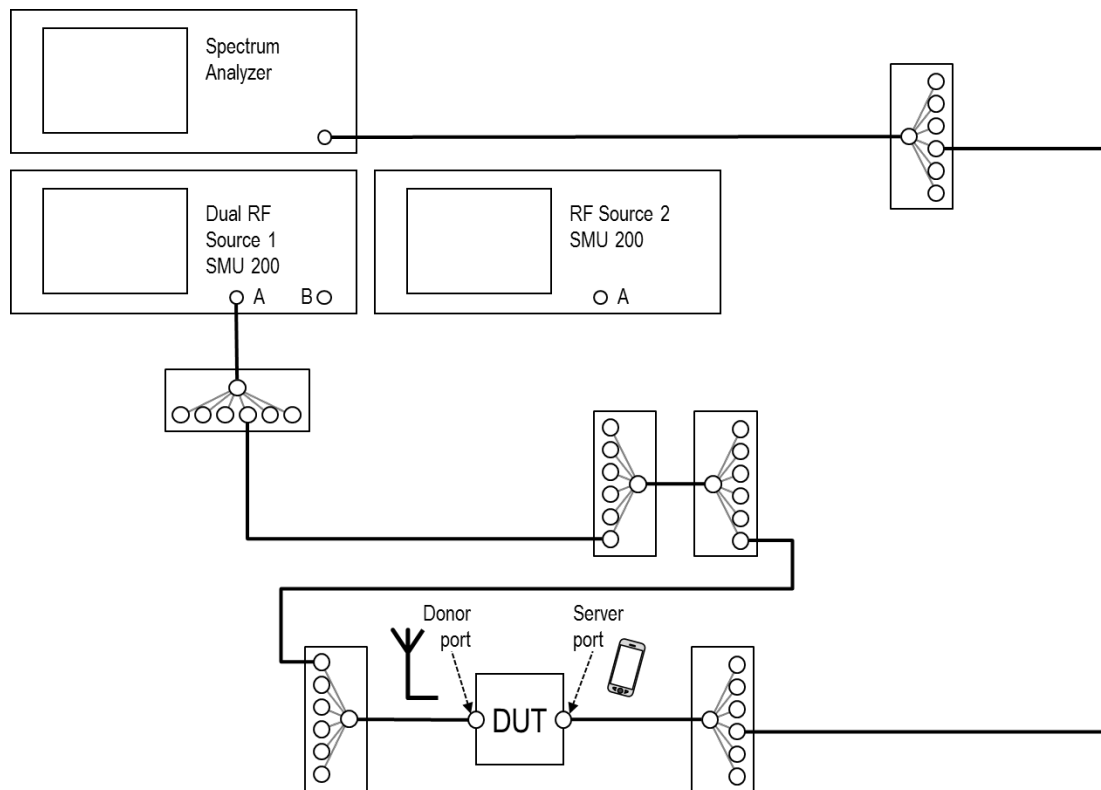 Spectrum
Analyzer
Dual RF
Source 1
SMU 200
A
B
RF Source 2
SMU 200
A
Donor
port
Server
port
DUT